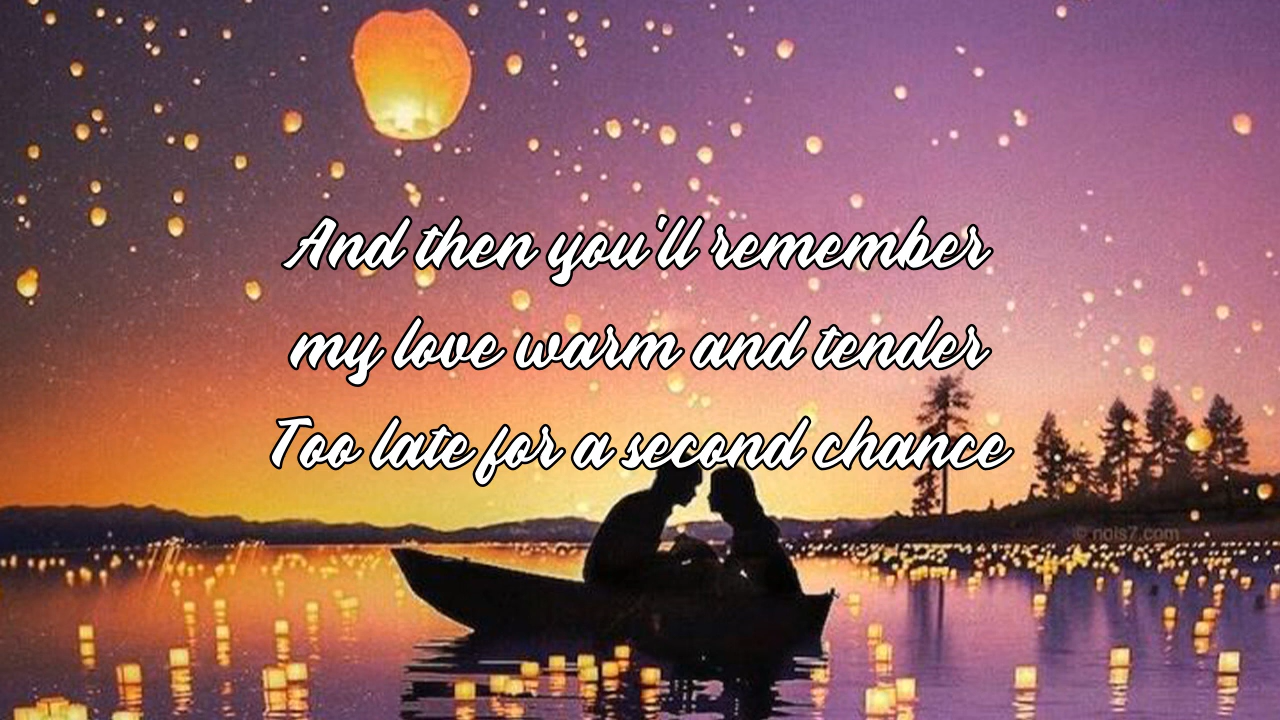 And then you'll remember
my love warm and tender
Too late for a second chance
© nois7.com